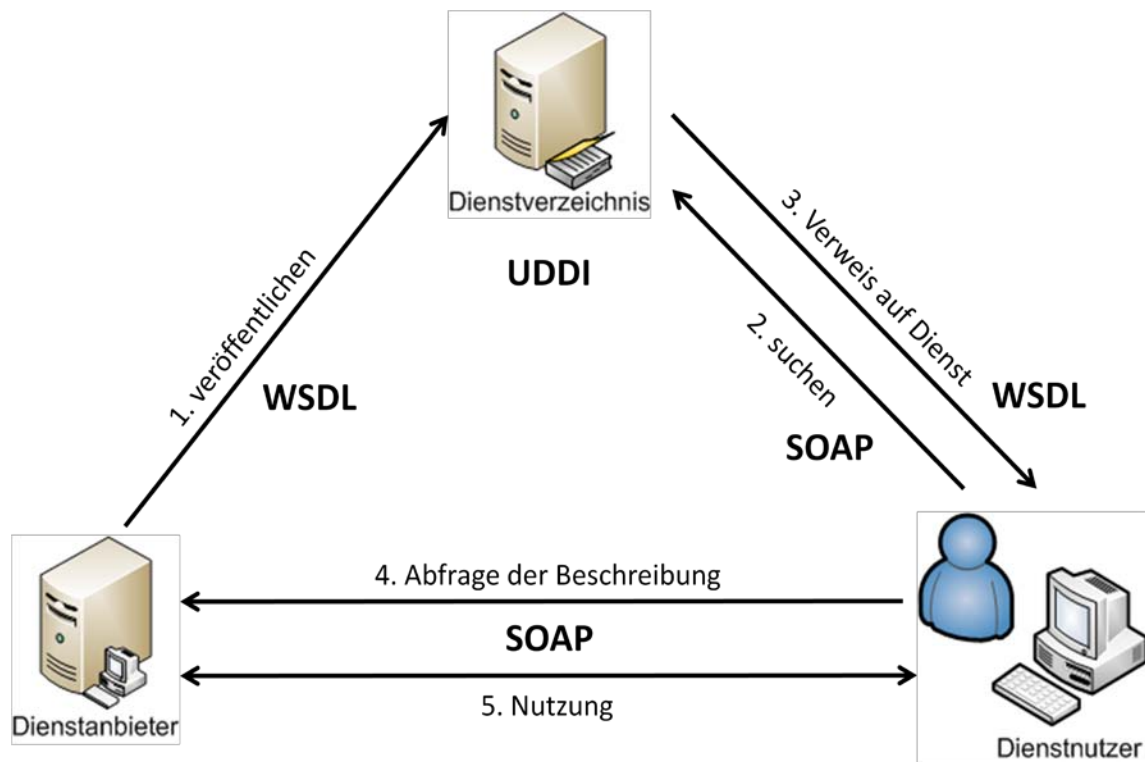 Dienstverzeichnis
UDDI
1. veröffentlichen
WSDL
2. suchen
SOAP
3. Verweis auf Dienst
WSDL
4. Abfrage der Beschreibung
SOAP
5. Nutzung
Dienstanbieter
Dienstnutzer